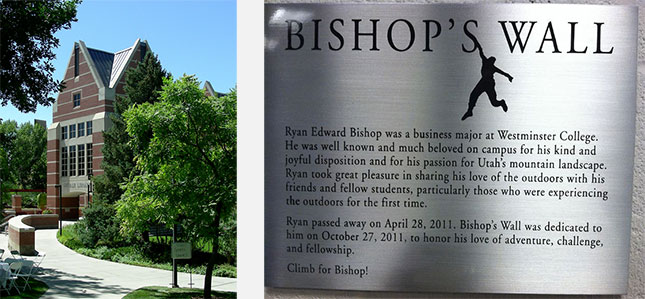 BISHOP'S WALL
Ryan Edward Bishop was a business major at Westminster College.
He was well known and much beloved on campus for his kind and
joyful disposition and for his passion for Utah's mountain landscape.
Ryan took great pleasure in sharing his love of the outdoors with his
friends and fellow students, particularly those who were experiencing
the outdoors for the first time.
Ryan passed away on April 28, 2011. Bishop's Wall was dedicated to
him on October 27, 2011, to honor his love of adventure, challenge,
and fellowship.
Climb for Bishop!